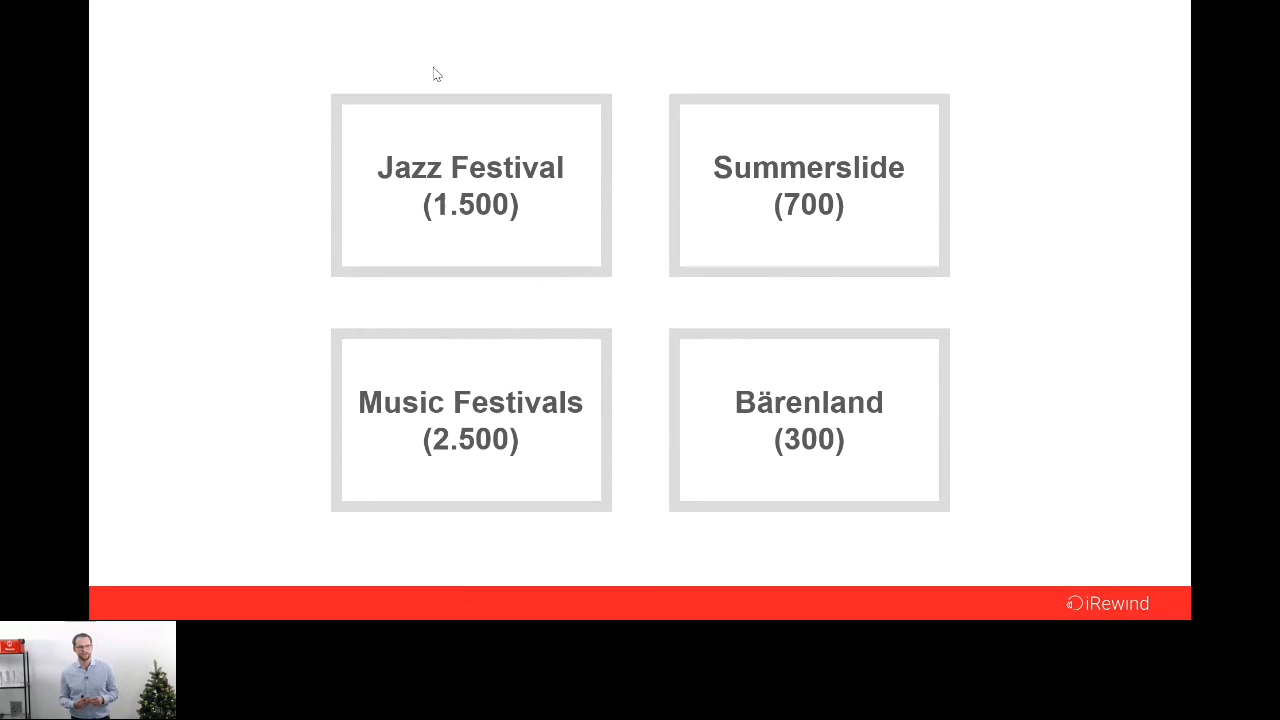 Jazz Festival
(1.500)
Summerslide
(700)
Music Festivals
(2.500)
Bärenland
(300)
iRewind